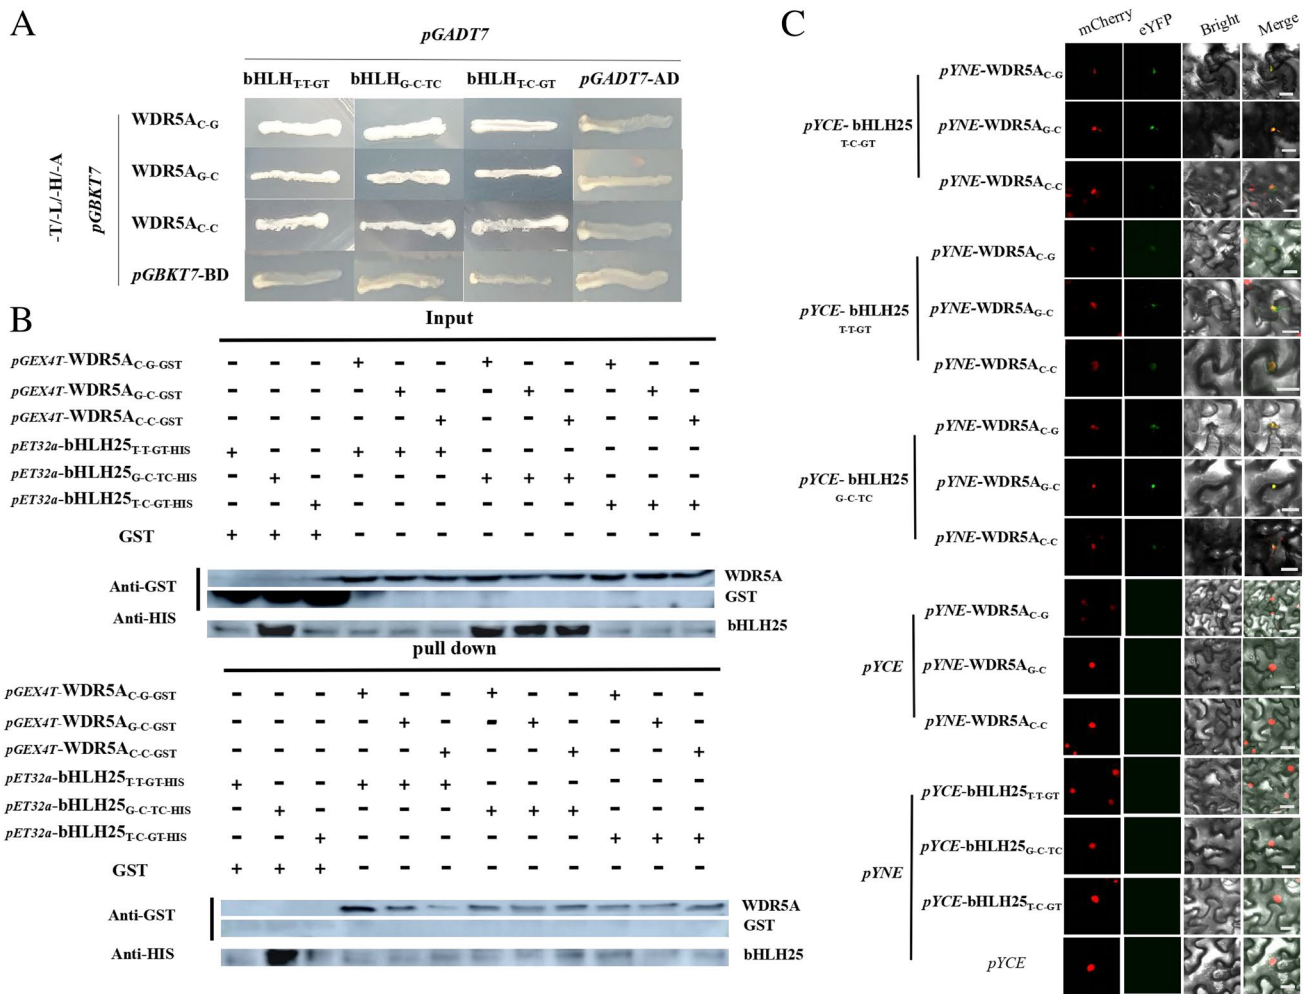 A
pGADT7
bHLHT-T-GT bHLHG-C-TC bHLHT-C-GT pGADT7-AD
-T/-L/-H/-A
pGBKT7
WDR5AC-G
WDR5AG-C
WDR5AC-C
pGBKT7-BD
B
Input
pGEX4T-WDR5AC-G-GST - - - + - - + - - + - -
pGEX4T-WDR5AG-C-GST - - - - + - - + - - + -
pGEX4T-WDR5AC-C-GST - - - - - + - - + - - +
pET32a-bHLH25T-T-GT-HIS + - - + + + - - - - - -
pET32a-bHLH25G-C-TC-HIS - + - - - - + + + - - -
pET32a-bHLH25T-C-GT-HIS - - + - - - - - - + + +
GST + + + - - - - - - - - -
Anti-GST WDR5A
GST
Anti-HIS bHLH25
pull down
pGEX4T-WDR5AC-G-GST - - - + - - + - - + - -
pGEX4T-WDR5AG-C-GST - - - - + - - + - - + -
pGEX4T-WDR5AC-C-GST - - - - - + - - + - - +
pET32a-bHLH25T-T-GT-HIS + - - + + + - - - - - -
pET32a-bHLH25G-C-TC-HIS - + - - - - + + + - - -
pET32a-bHLH25T-C-GT-HIS - - + - - - - - - + + +
GST + + + - - - - - - - - -
Anti-GST WDR5A
GST
Anti-HIS bHLH25
C
mCherry eYFP Bright Merge
pYCE- bHLH25
T-C-GT
pYNE-WDR5AC-G
pYNE-WDR5AG-C
pYNE-WDR5AC-C
pYCE- bHLH25
T-T-GT
pYNE-WDR5AC-G
pYNE-WDR5AG-C
pYNE-WDR5AC-C
pYCE- bHLH25
G-C-TC
pYNE-WDR5AC-G
pYNE-WDR5AG-C
pYNE-WDR5AC-C
pYCE
pYNE-WDR5AC-G
pYNE-WDR5AG-C
pYNE-WDR5AC-C
pYNE
pYCE-bHLH25T-T-GT
pYCE-bHLH25G-C-TC
pYCE-bHLH25T-C-GT
pYCE